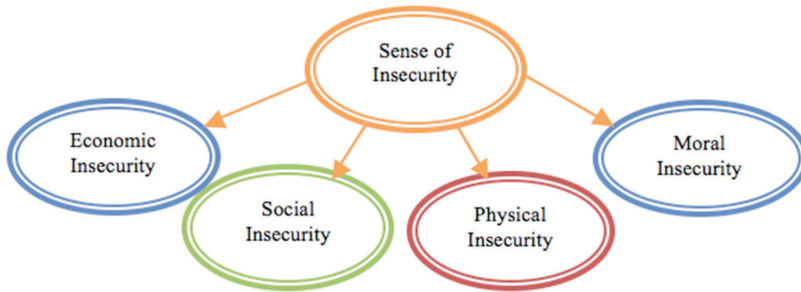 Sense of
Insecurity
Economic
Insecurity
Moral
Insecurity
Social
Insecurity
Physical
Insecurity